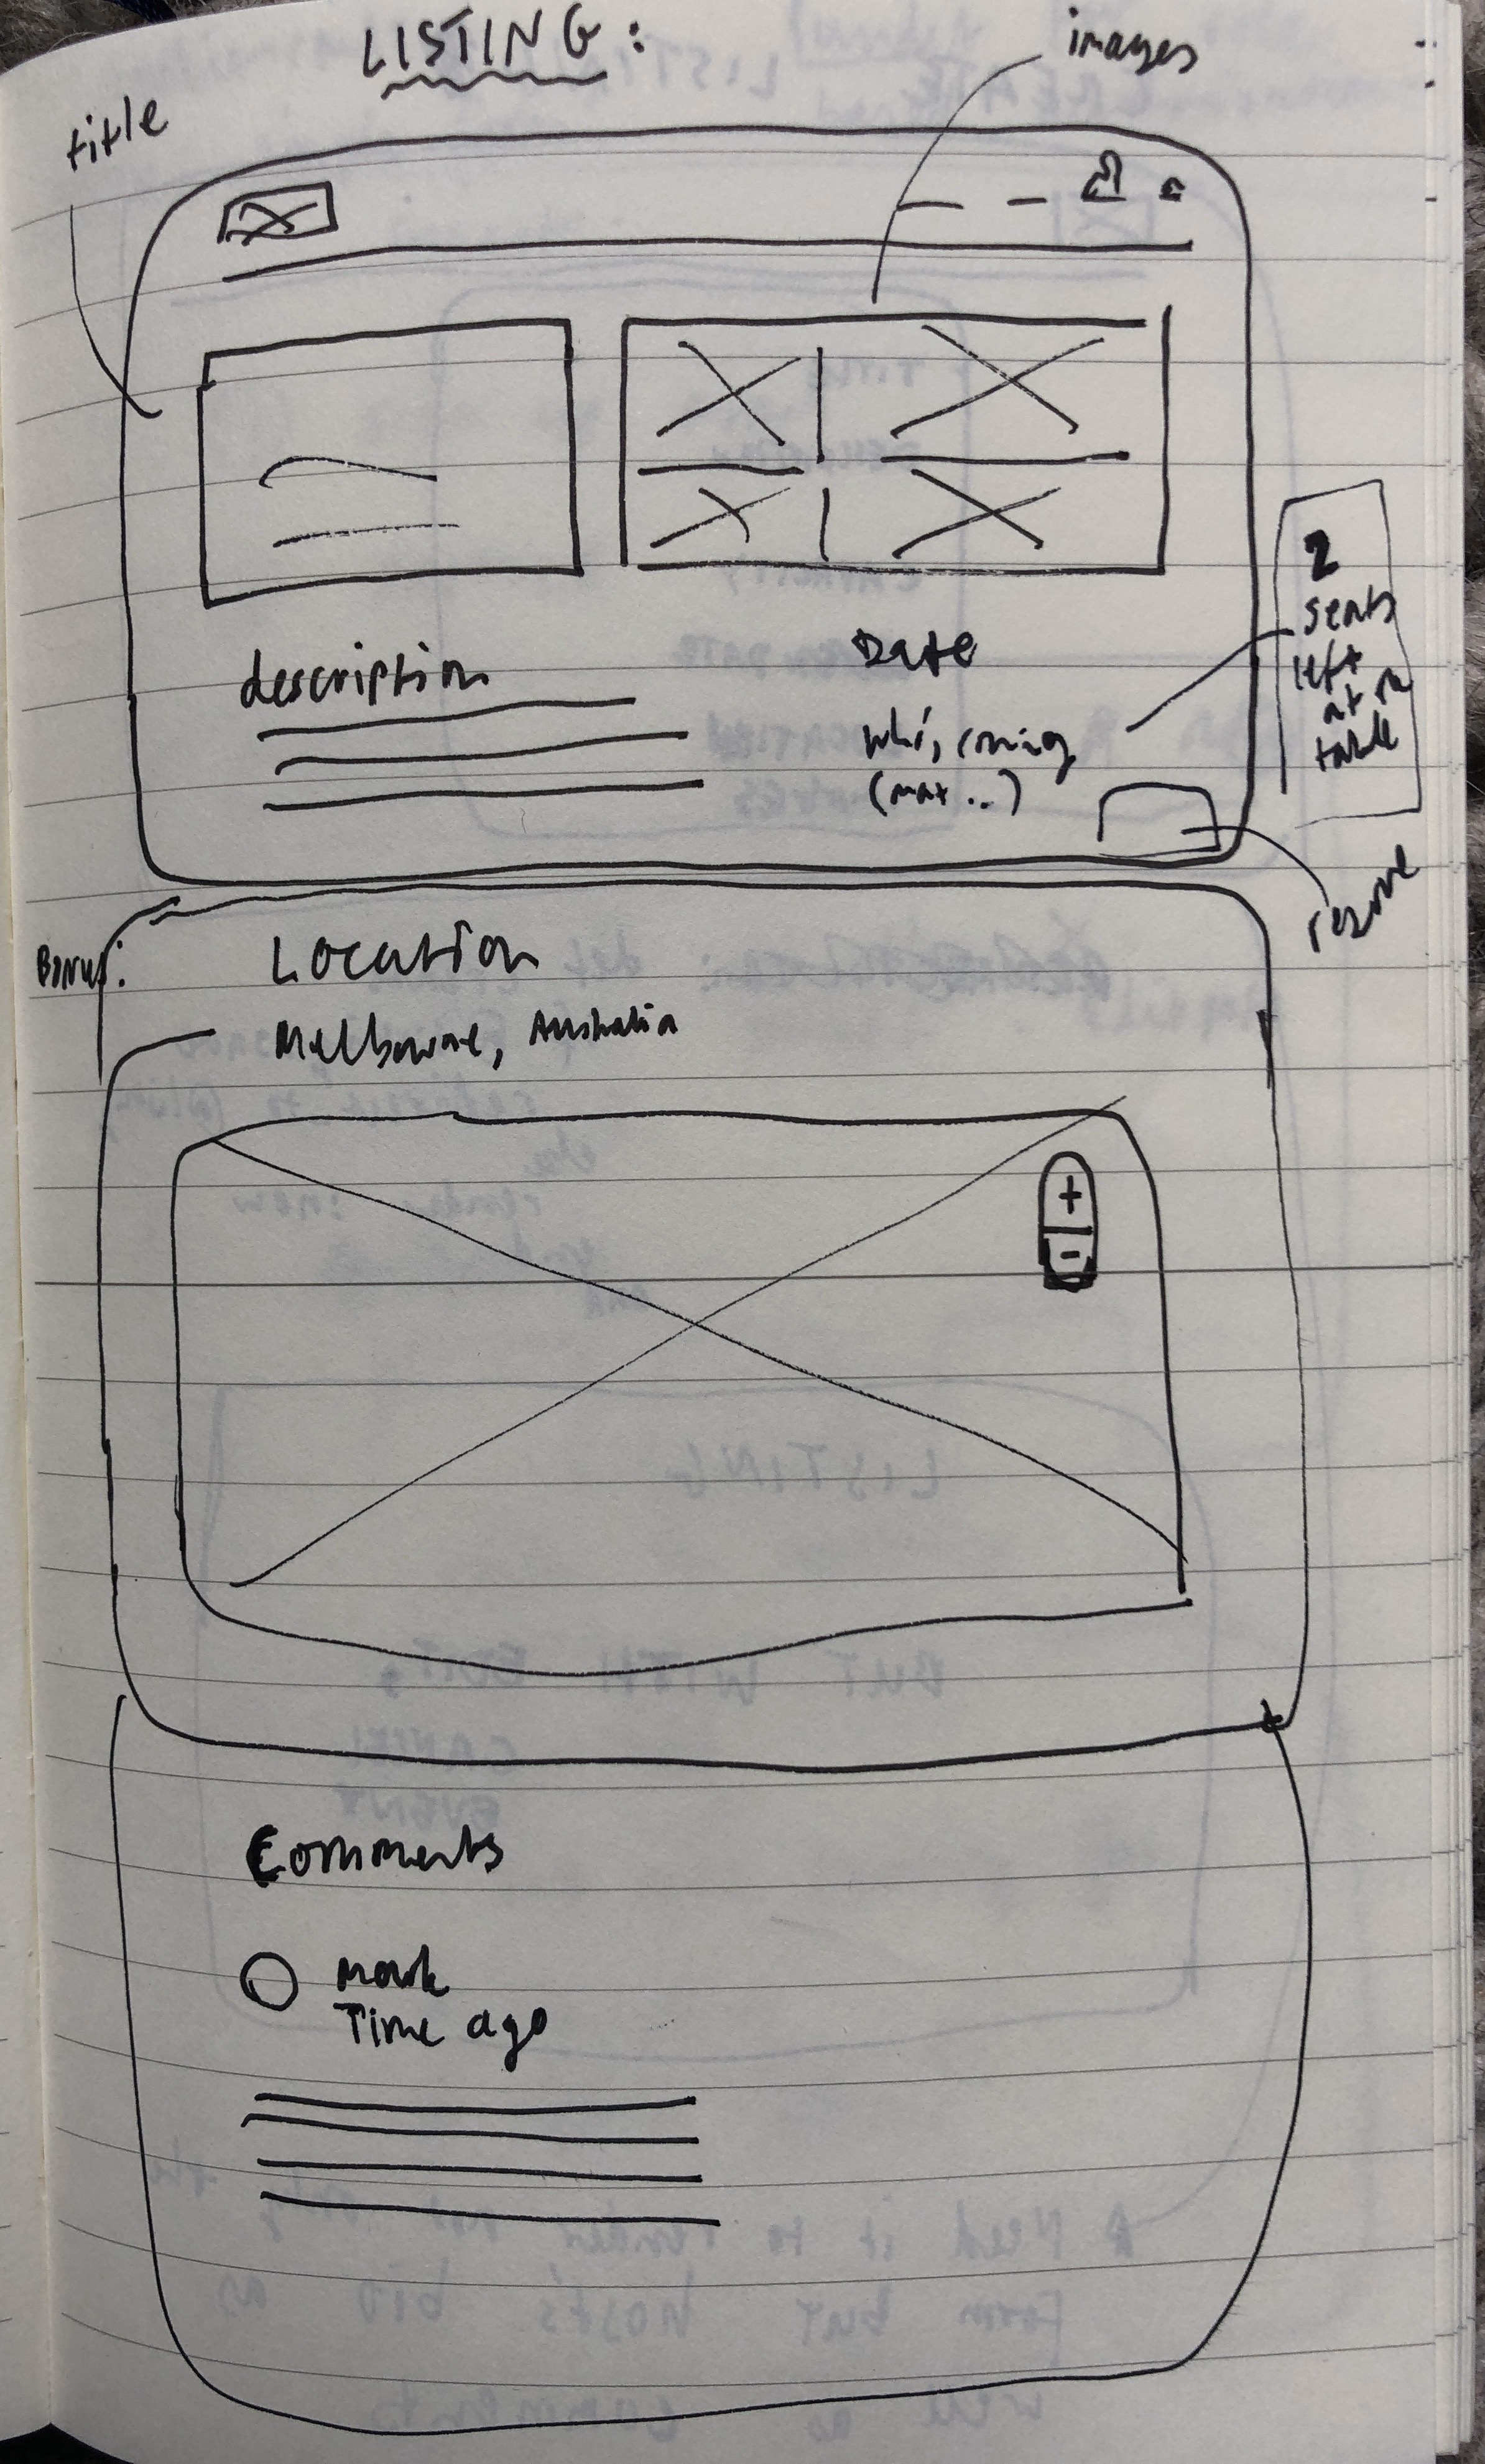 LISTING:
images
title
description
Date
who's coming
(max ...)
2
seats
left
at
table
reserve
Bonus:
Location
Melbourne, Australia
+
-
Comments
Mark
Time ago